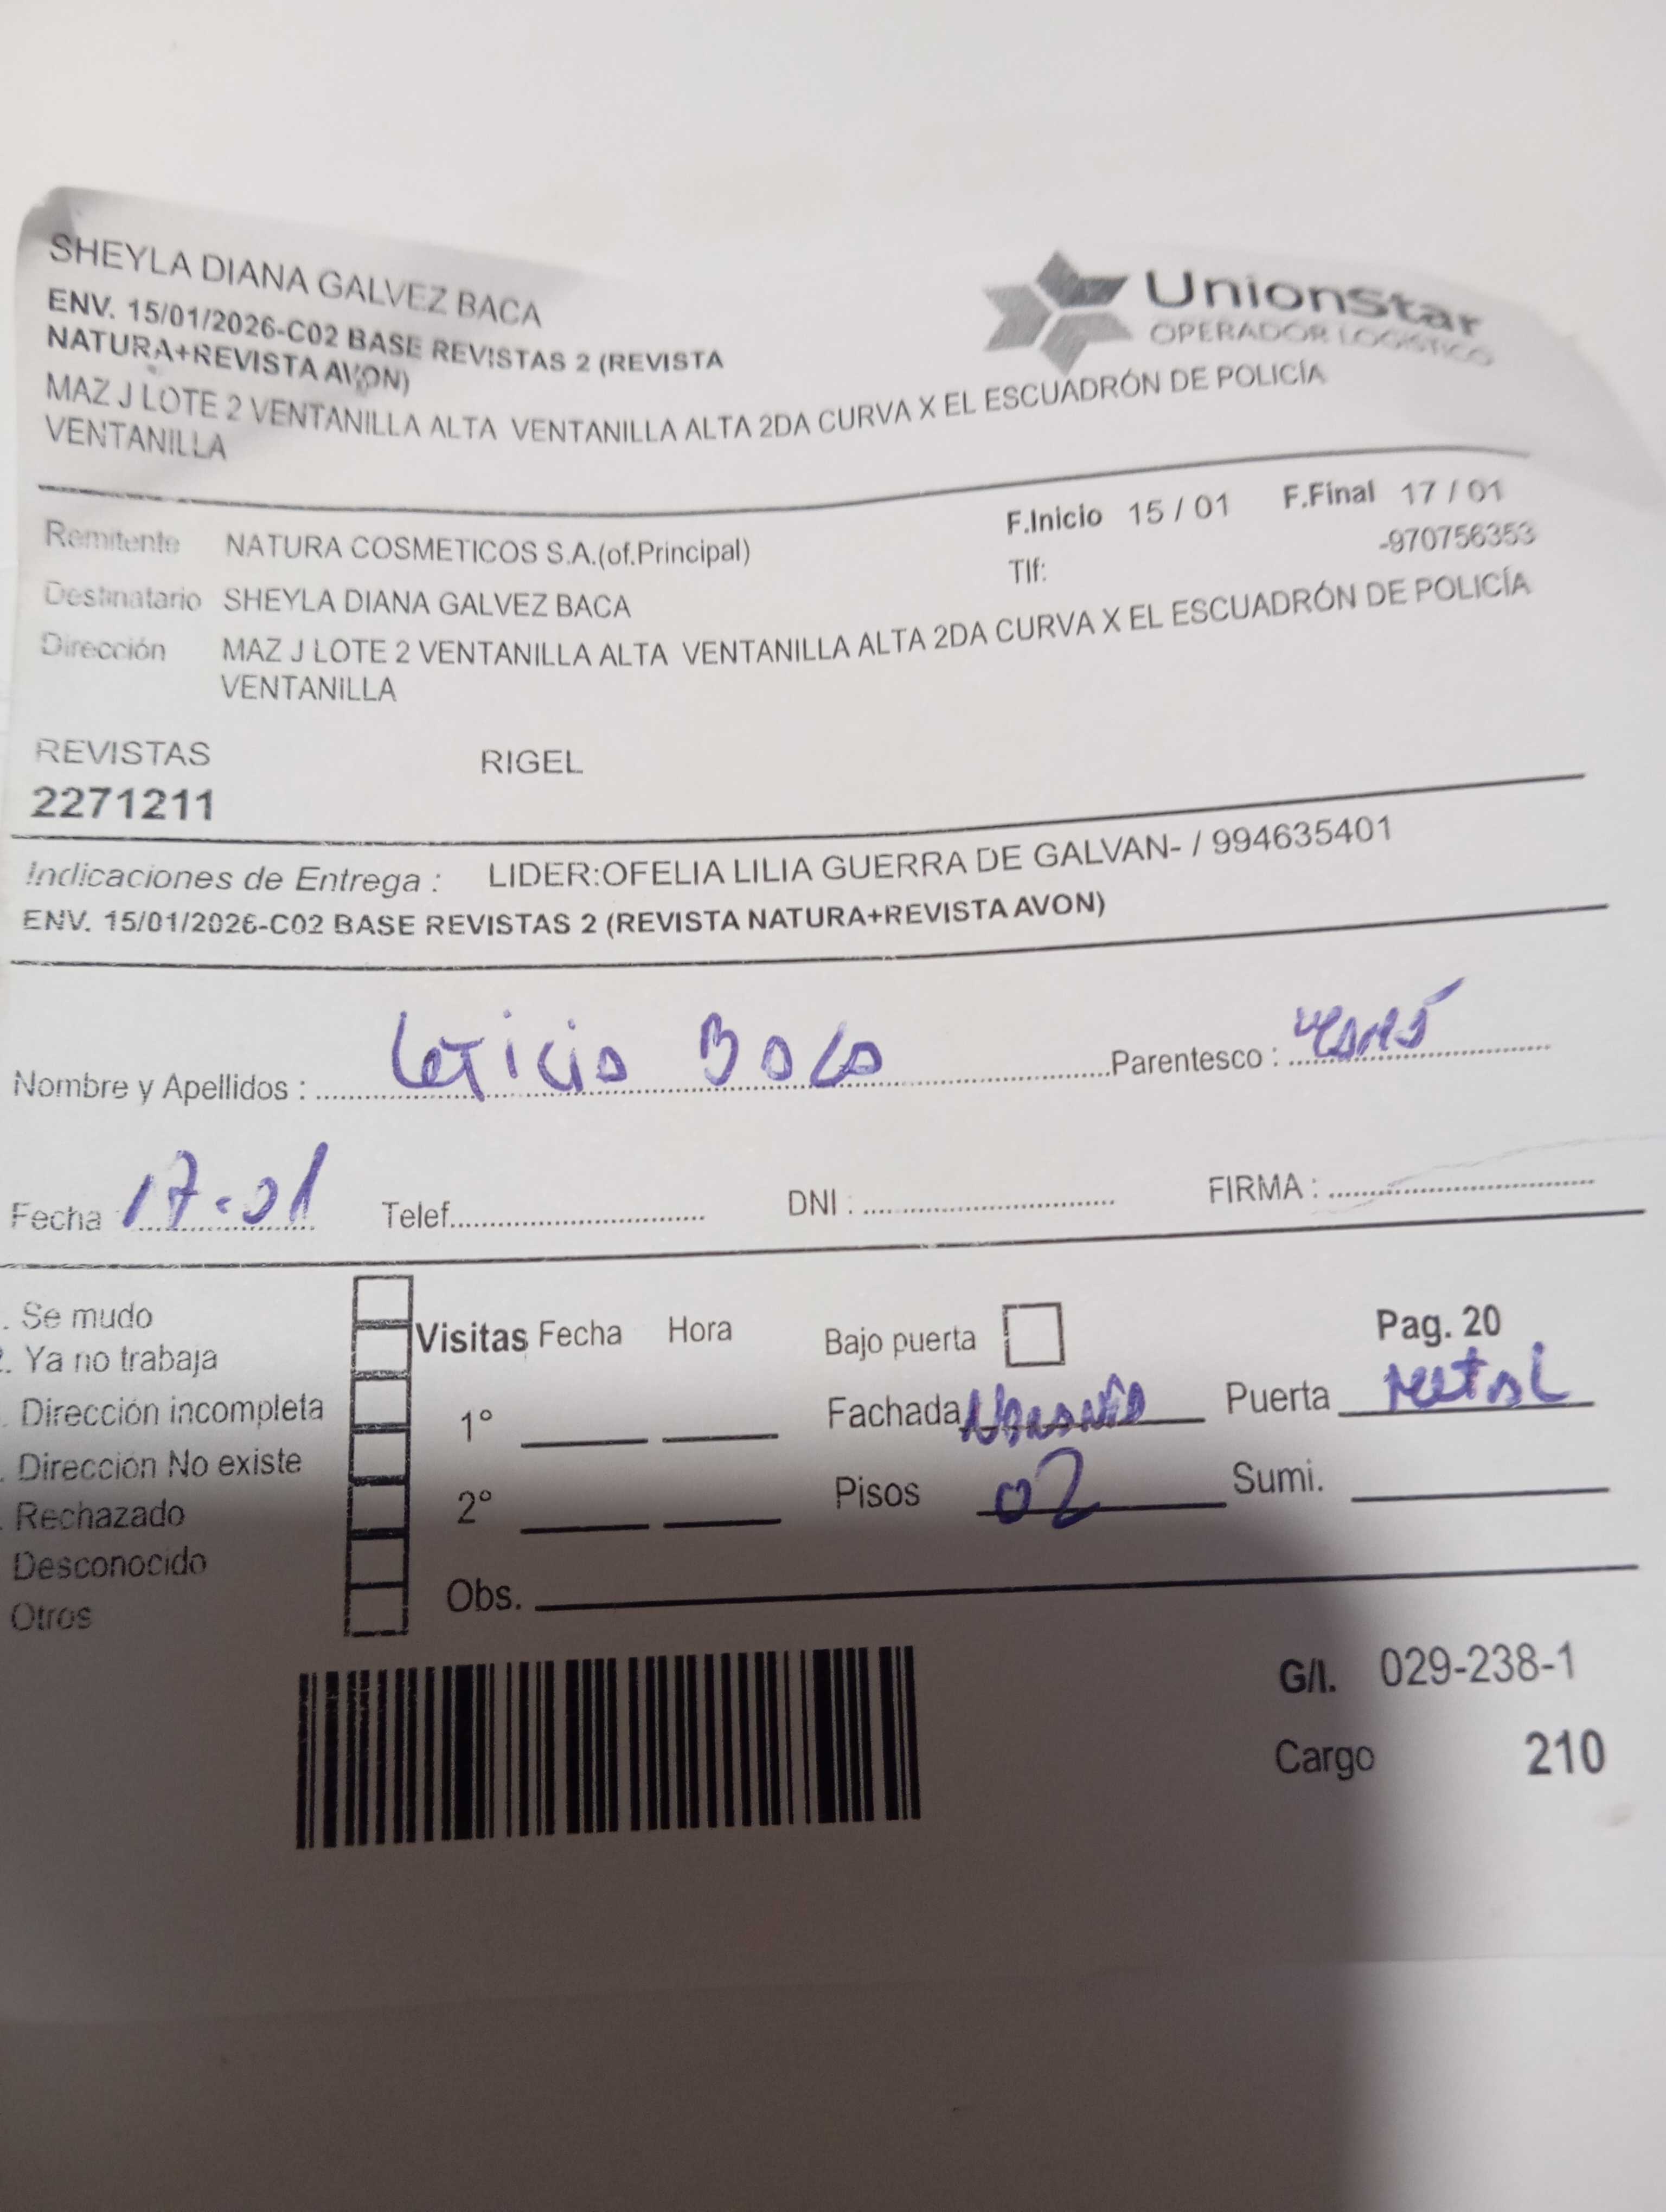 SHEYLA DIANA GALVEZ BACA
ENV. 15/01/2026-C02 BASE REVISTAS 2 (REVISTA
NATURA+REVISTA AVON)
MAZ J LOTE 2 VENTANILLA ALTA VENTANILLA ALTA 2DA CURVA X EL ESCUADRÓN DE POLICÍA
VENTANILLA
UnionStar
OPERADOR LOGISTICO
Remitente NATURA COSMETICOS S.A.(of.Principal)
F.Inicio 15 / 01 F.Final 17 / 01
Tlf: -970756353
Destinatario SHEYLA DIANA GALVEZ BACA
Dirección MAZ J LOTE 2 VENTANILLA ALTA VENTANILLA ALTA 2DA CURVA X EL ESCUADRÓN DE POLICÍA
VENTANILLA
REVISTAS RIGEL
2271211
Indicaciones de Entrega : LIDER:OFELIA LILIA GUERRA DE GALVAN- / 994635401
ENV. 15/01/2026-C02 BASE REVISTAS 2 (REVISTA NATURA+REVISTA AVON)
Nombre y Apellidos : Leticia Baca Parentesco :
Fecha 17-01 Telef. DNI : FIRMA :
. Se mudo
. Ya no trabaja
. Dirección incompleta
. Dirección No existe
. Rechazado
Desconocido
Otros
Visitas Fecha Hora
1°
2°
Obs.
Bajo puerta Pag. 20
Fachada Puerta Metal
Pisos 02 Sumi.
G/I. 029-238-1
Cargo 210